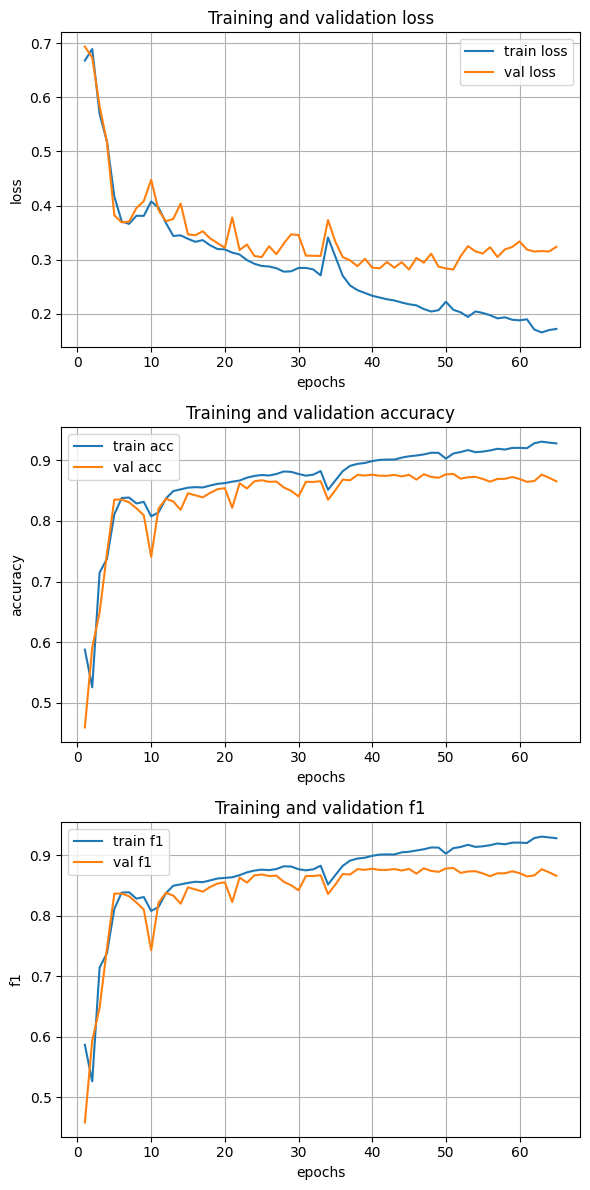 Training and validation loss
train loss
val loss
0.7
0.6
0.5
0.4
0.3
0.2
loss
0 10 20 30 40 50 60
epochs
Training and validation accuracy
train acc
val acc
0.9
0.8
0.7
0.6
0.5
accuracy
0 10 20 30 40 50 60
epochs
Training and validation f1
train f1
val f1
0.9
0.8
0.7
0.6
0.5
f1
0 10 20 30 40 50 60
epochs